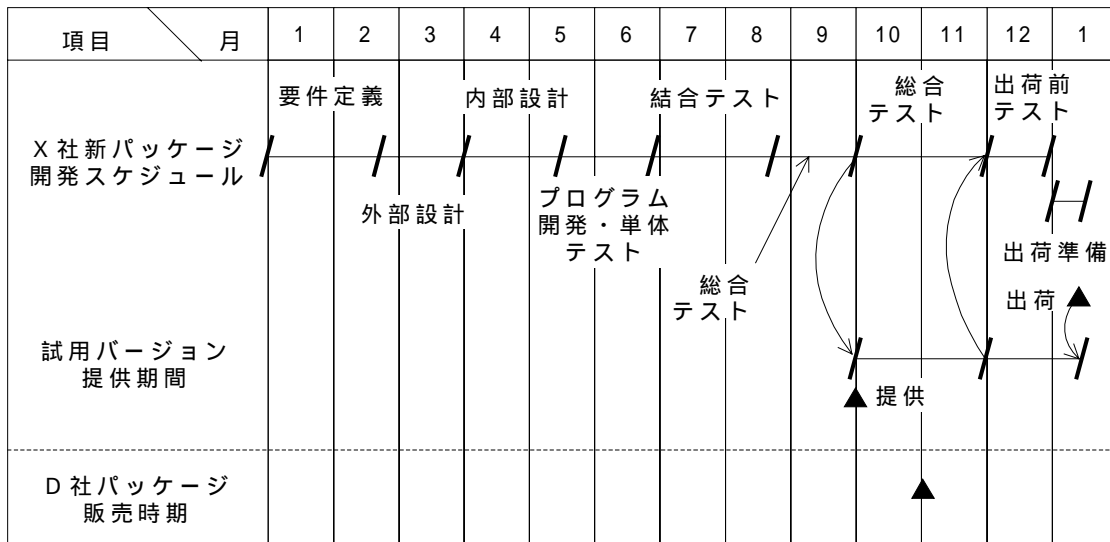 項目 月 1 2 3 4 5 6 7 8 9 10 11 12 1
要件定義 内部設計 結合テスト 総合テスト 出荷前テスト
X社新パッケージ
開発スケジュール
外部設計 プログラム
開発・単体
テスト
総合
テスト
出荷準備
出荷
試用バージョン
提供期間
提供
D社パッケージ
販売時期